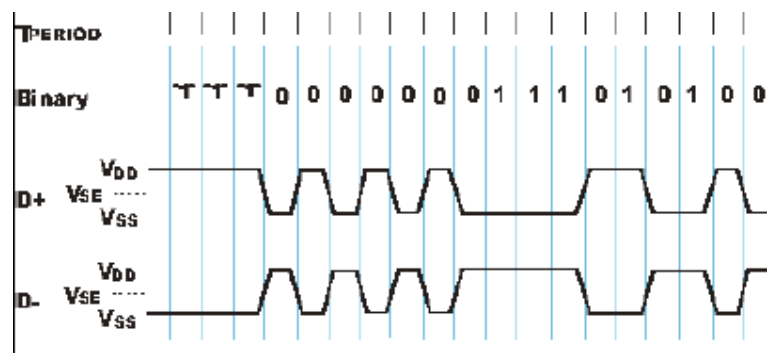 TPERIOD
Binary 0 0 0 0 0 0 0 1 1 1 0 1 0 1 0 0
VDD
D+ VSE
VSS
VDD
D- VSE
VSS